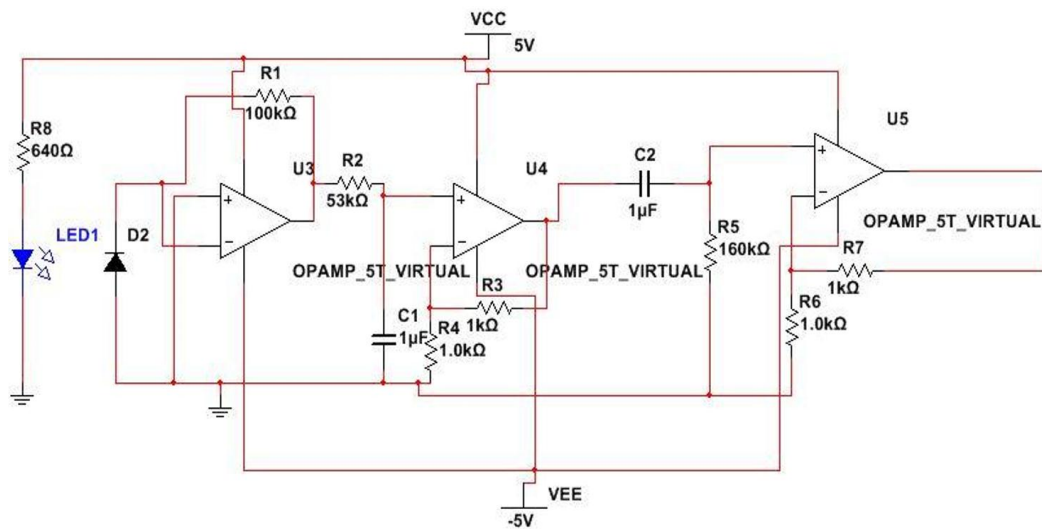 VCC
5V
R1
100kΩ
R8
640Ω
U3
R2
53kΩ
U4
C2
1µF
U5
LED1
D2
OPAMP_5T_VIRTUAL
OPAMP_5T_VIRTUAL
OPAMP_5T_VIRTUAL
R5
160kΩ
R7
1kΩ
R3
1kΩ
R6
1.0kΩ
C1
1µF
R4
1.0kΩ
VEE
-5V